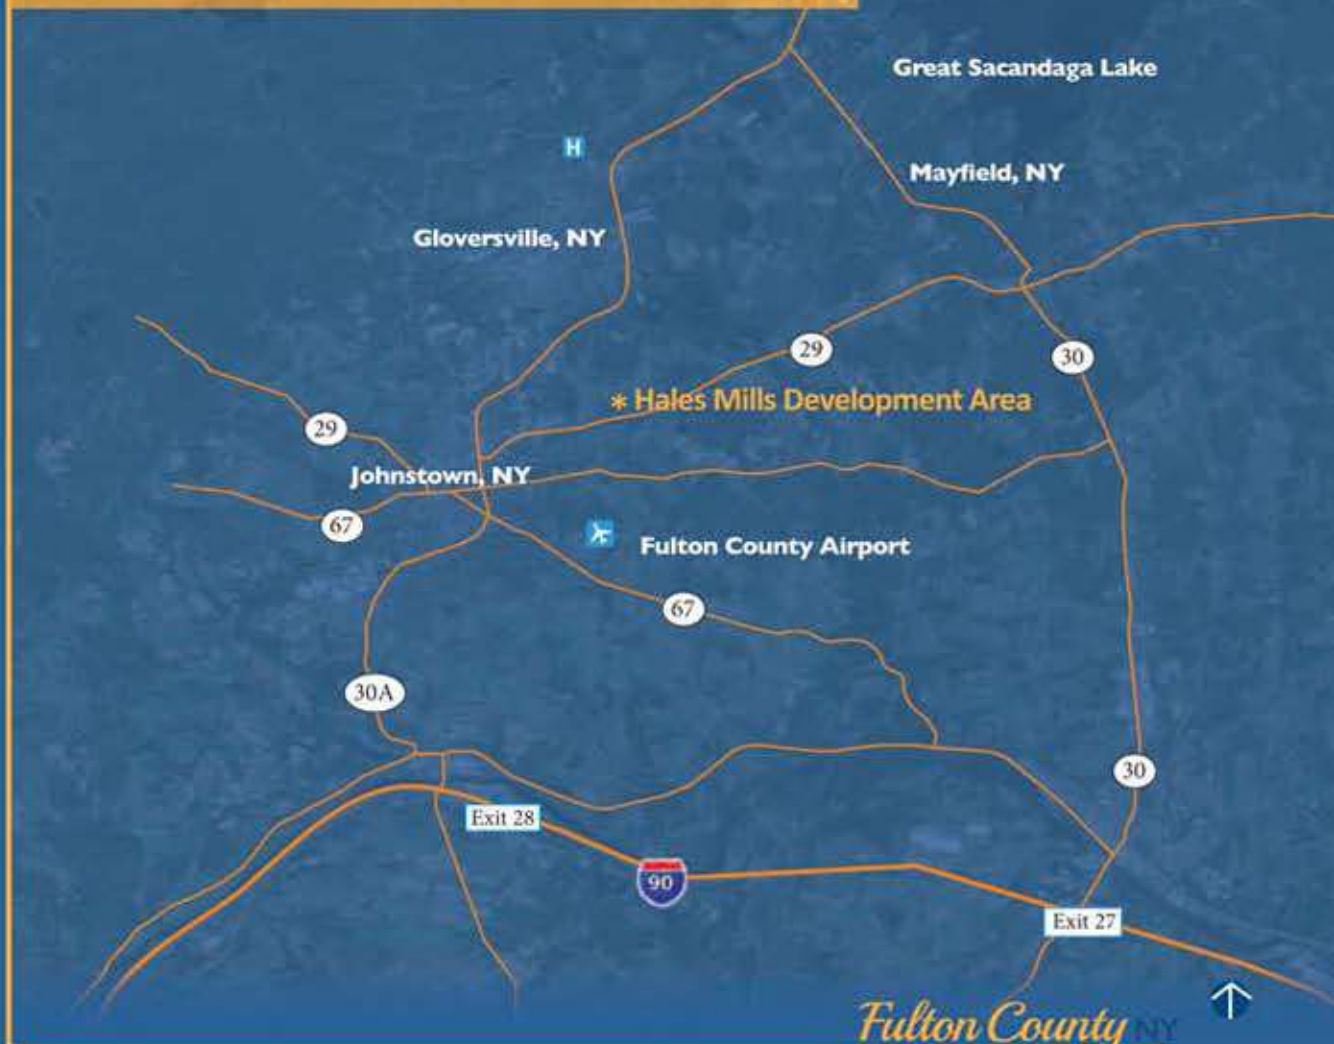 Great Sacandaga Lake
H
Mayfield, NY
Gloversville, NY
29
30
* Hales Mills Development Area
29
Johnstown, NY
67
Fulton County Airport
67
30A
30
Exit 28
90
Exit 27
Fulton County NY